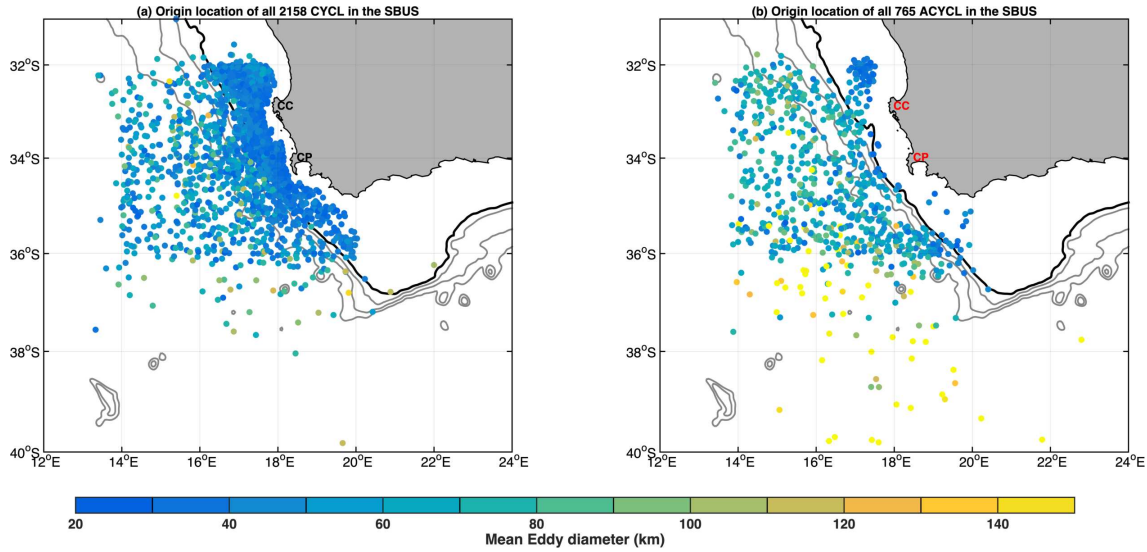 (a) Origin location of all 2158 CYCL in the SBUS
(b) Origin location of all 765 ACYCL in the SBUS
32°S
34°S
36°S
38°S
40°S
CC
CP
12°E 14°E 16°E 18°E 20°E 22°E 24°E
32°S
34°S
36°S
38°S
40°S
CC
CP
12°E 14°E 16°E 18°E 20°E 22°E 24°E
20 40 60 80 100 120 140
Mean Eddy diameter (km)